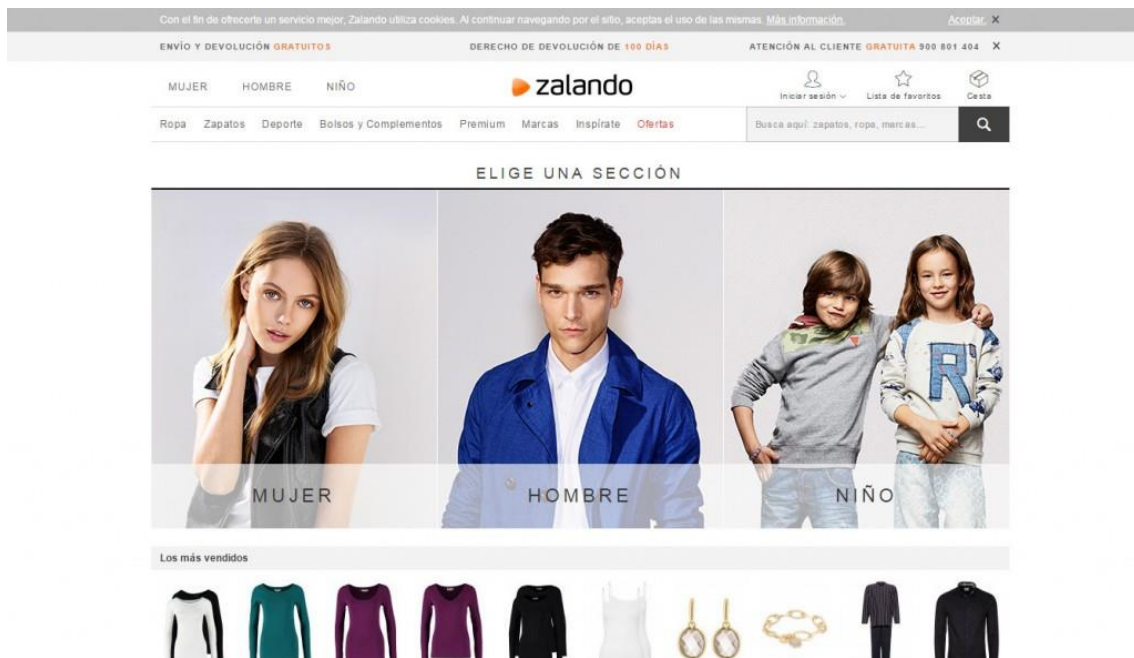 Con el fin de ofrecerte un servicio mejor, Zalando utiliza cookies. Al continuar navegando por el sitio, aceptas el uso de las mismas. Más información. Aceptar. X
ENVÍO Y DEVOLUCIÓN GRATUITOS DERECHO DE DEVOLUCIÓN DE 100 DÍAS ATENCIÓN AL CLIENTE GRATUITA 900 801 404 X
MUJER HOMBRE NIÑO zalando Iniciar sesión Lista de favoritos Cesta
Ropa Zapatos Deporte Bolsos y Complementos Premium Marcas Inspírate Ofertas Busca aquí: zapatos, ropa, marcas...
ELIGE UNA SECCIÓN
R
MUJER HOMBRE NIÑO
Los más vendidos